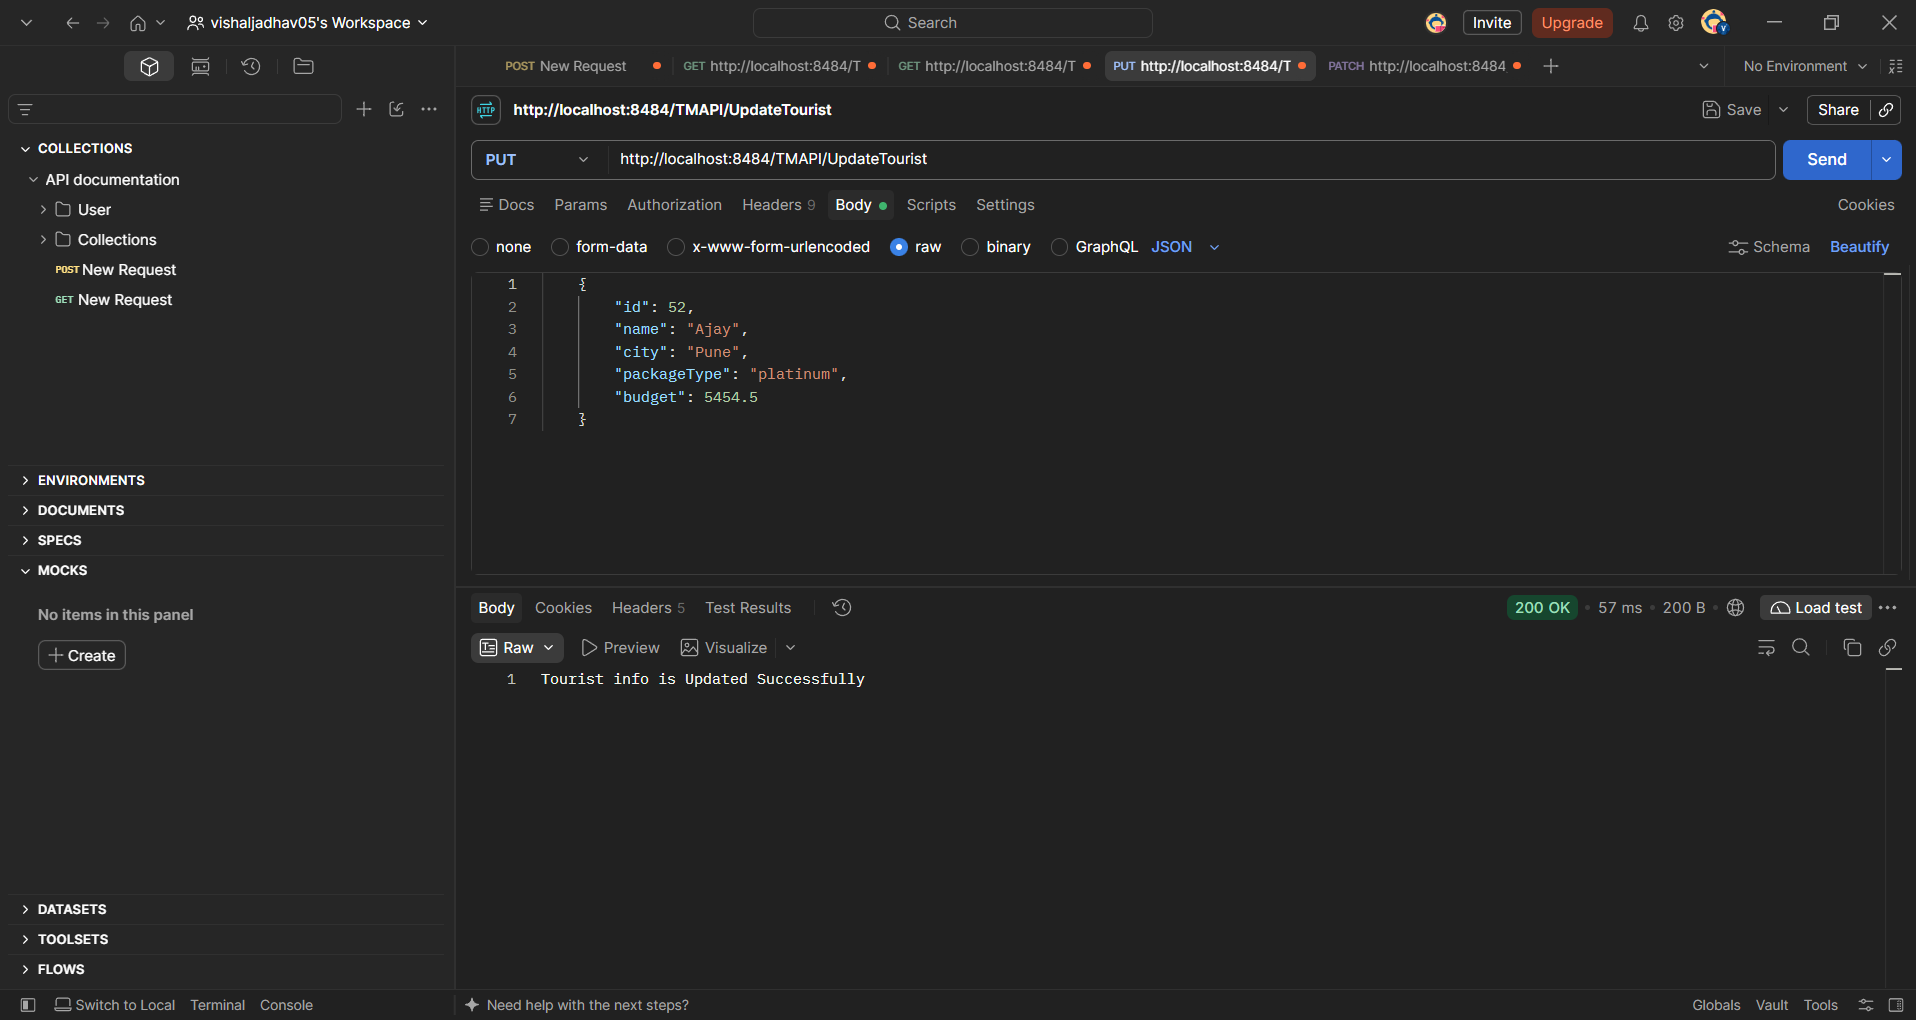 vishaljadhav05's Workspace
Search
Invite
Upgrade
POST New Request
GET http://localhost:8484/T
GET http://localhost:8484/T
PUT http://localhost:8484/T
PATCH http://localhost:8484
No Environment
HTTP http://localhost:8484/TMAPI/UpdateTourist
Save
Share
COLLECTIONS
API documentation
User
Collections
POST New Request
GET New Request
ENVIRONMENTS
DOCUMENTS
SPECS
MOCKS
No items in this panel
Create
DATASETS
TOOLSETS
FLOWS
PUT http://localhost:8484/TMAPI/UpdateTourist
Send
Docs Params Authorization Headers 9 Body Scripts Settings
Cookies
none form-data x-www-form-urlencoded raw binary GraphQL JSON
Schema Beautify
1 {
2 "id": 52,
3 "name": "Ajay",
4 "city": "Pune",
5 "packageType": "platinum",
6 "budget": 5454.5
7 }
Body Cookies Headers 5 Test Results
200 OK • 57 ms • 200 B
Load test
Raw Preview Visualize
1 Tourist info is Updated Successfully
Switch to Local Terminal Console
Need help with the next steps?
Globals Vault Tools